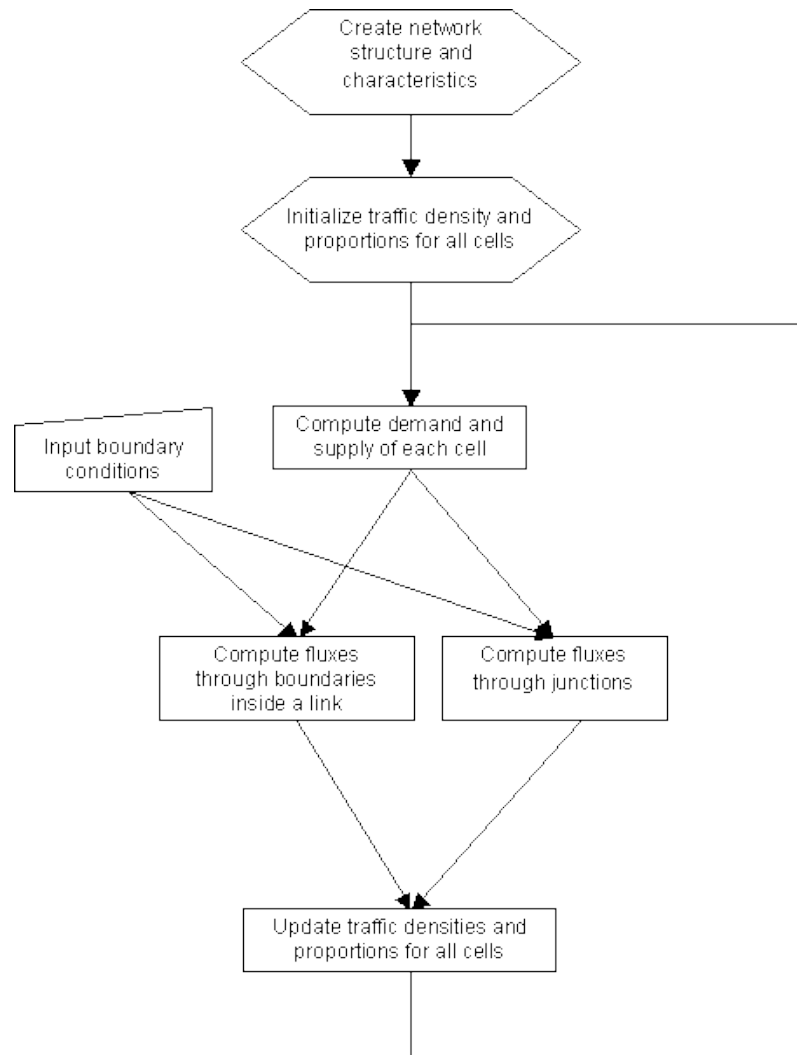 Create network
structure and
characteristics
Initialize traffic density and
proportions for all cells
Input boundary
conditions
Compute demand and
supply of each cell
Compute fluxes
through boundaries
inside a link
Compute fluxes
through junctions
Update traffic densities and
proportions for all cells